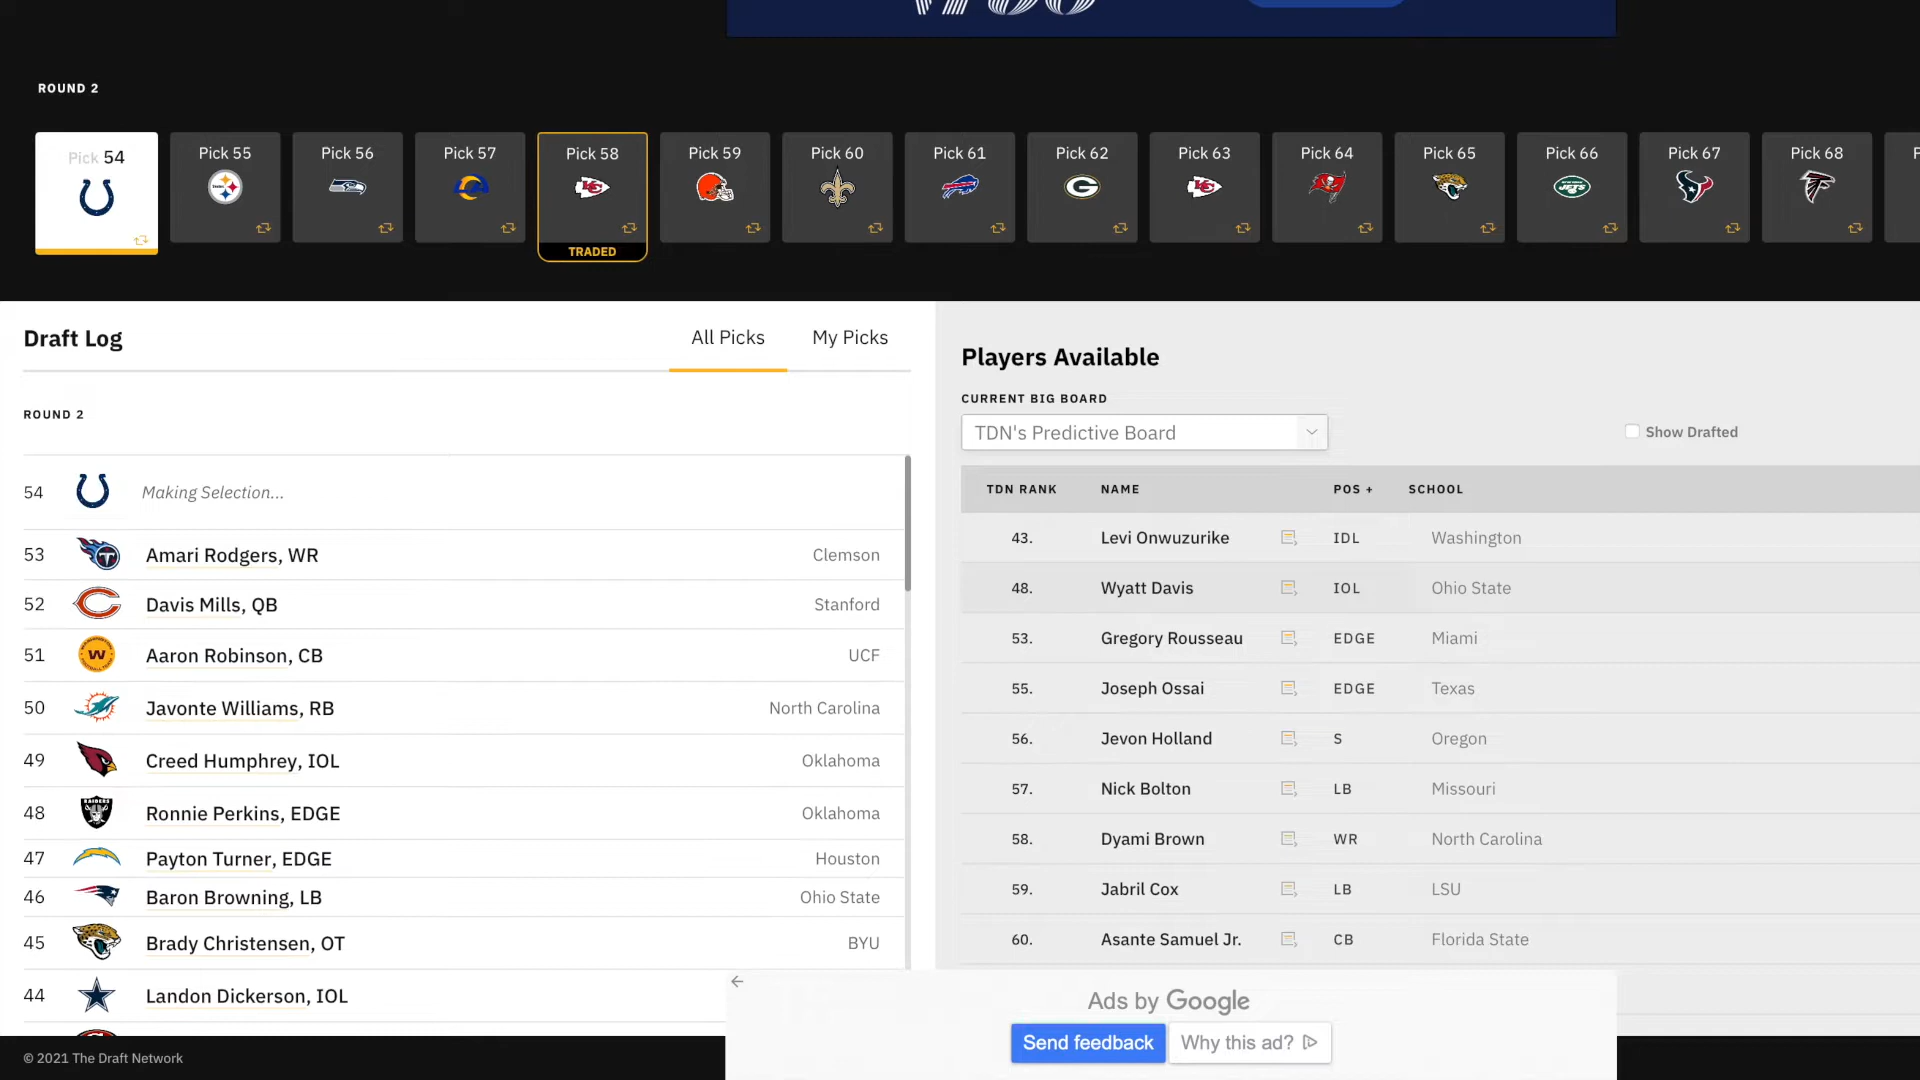 ROUND 2
Pick 54
Pick 55
Pick 56
Pick 57
Pick 58
TRADED
Pick 59
Pick 60
Pick 61
Pick 62
Pick 63
Pick 64
Pick 65
Pick 66
Pick 67
Pick 68
Draft Log
All Picks
My Picks
ROUND 2
54 Making Selection...
53 Amari Rodgers, WR Clemson
52 Davis Mills, QB Stanford
51 Aaron Robinson, CB UCF
50 Javonte Williams, RB North Carolina
49 Creed Humphrey, IOL Oklahoma
48 Ronnie Perkins, EDGE Oklahoma
47 Payton Turner, EDGE Houston
46 Baron Browning, LB Ohio State
45 Brady Christensen, OT BYU
44 Landon Dickerson, IOL
Players Available
CURRENT BIG BOARD
TDN's Predictive Board
Show Drafted
TDN RANK NAME POS + SCHOOL
43. Levi Onwuzurike IDL Washington
48. Wyatt Davis IOL Ohio State
53. Gregory Rousseau EDGE Miami
55. Joseph Ossai EDGE Texas
56. Jevon Holland S Oregon
57. Nick Bolton LB Missouri
58. Dyami Brown WR North Carolina
59. Jabril Cox LB LSU
60. Asante Samuel Jr. CB Florida State
Ads by Google
Send feedback
Why this ad?
© 2021 The Draft Network